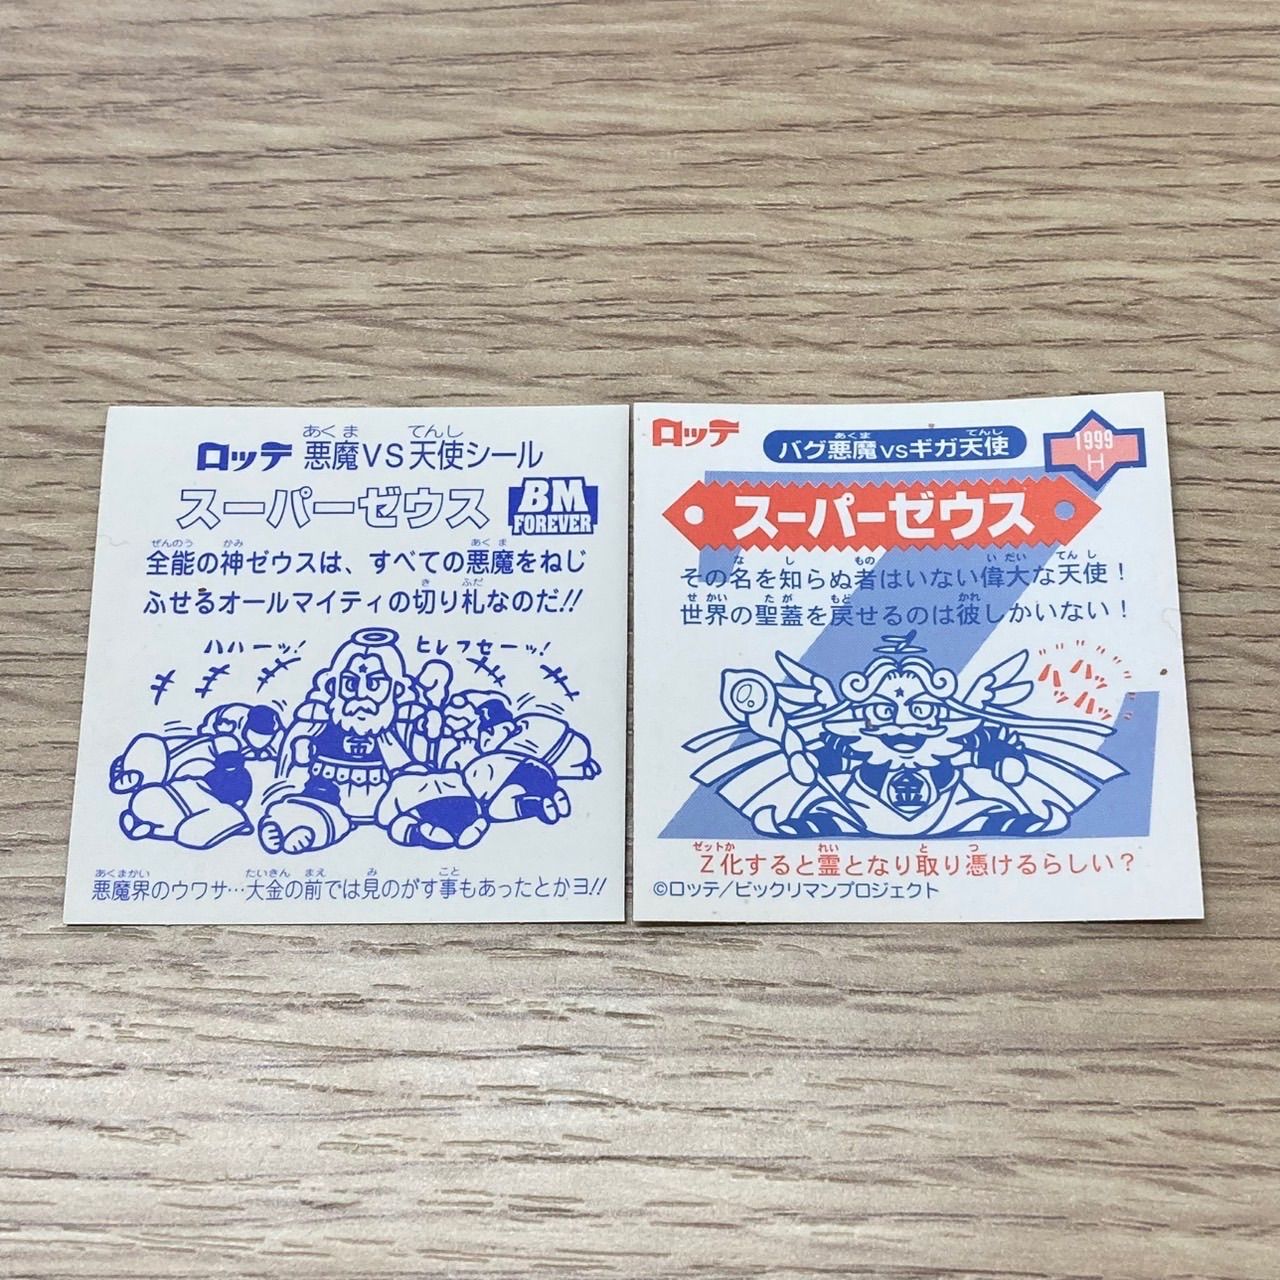 ロッテ 悪魔VS天使シール
あくま てんし
スーパーゼウス
BM
FOREVER
ぜんのう かみ あくま
全能の神ゼウスは、すべての悪魔をねじ
き ふだ
ふせるオールマイティの切り札なのだ!!
ハハーッ!
ヒレフセーッ!
金
あくまかい たいきん まえ み こと
悪魔界のウワサ…大金の前では見のがす事もあったとかヨ!!
ロッテ
あくま てんし
バグ悪魔vsギガ天使
1999
H
スーパーゼウス
な し もの いだい てんし
その名を知らぬ者はいない偉大な天使!
せかい たが もど かれ
世界の聖蓋を戻せるのは彼しかいない!
ハッハッハッハッ
金
ゼットか れい と つ
Z化すると霊となり取り憑けるらしい?
©ロッテ/ビックリマンプロジェクト